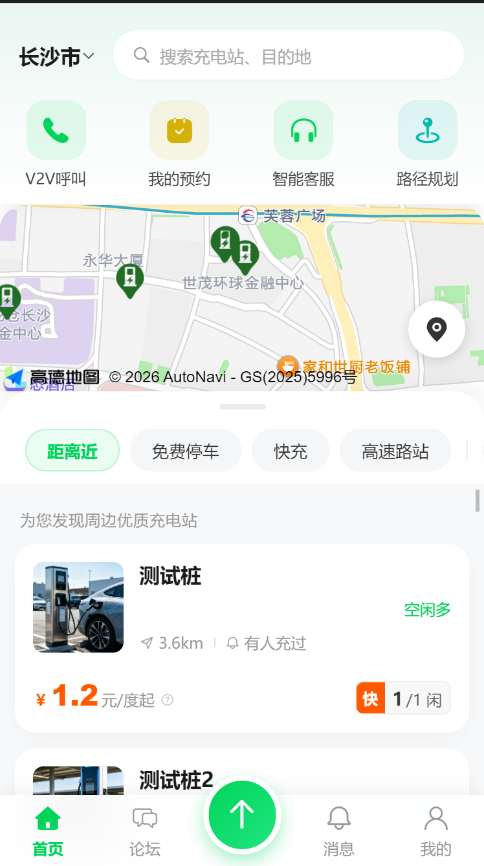 长沙市
搜索充电站、目的地
V2V呼叫
我的预约
智能客服
路径规划
芙蓉广场
永华大厦
世茂环球金融中心
长沙
金中心
家和世厨老饭铺
高德地图 © 2026 AutoNavi - GS(2025)5996号
距离近
免费停车
快充
高速路站
为您发现周边优质充电站
测试桩
空闲多
3.6km
有人充过
¥ 1.2 元/度起
快 1/1 闲
测试桩2
首页
论坛
消息
我的